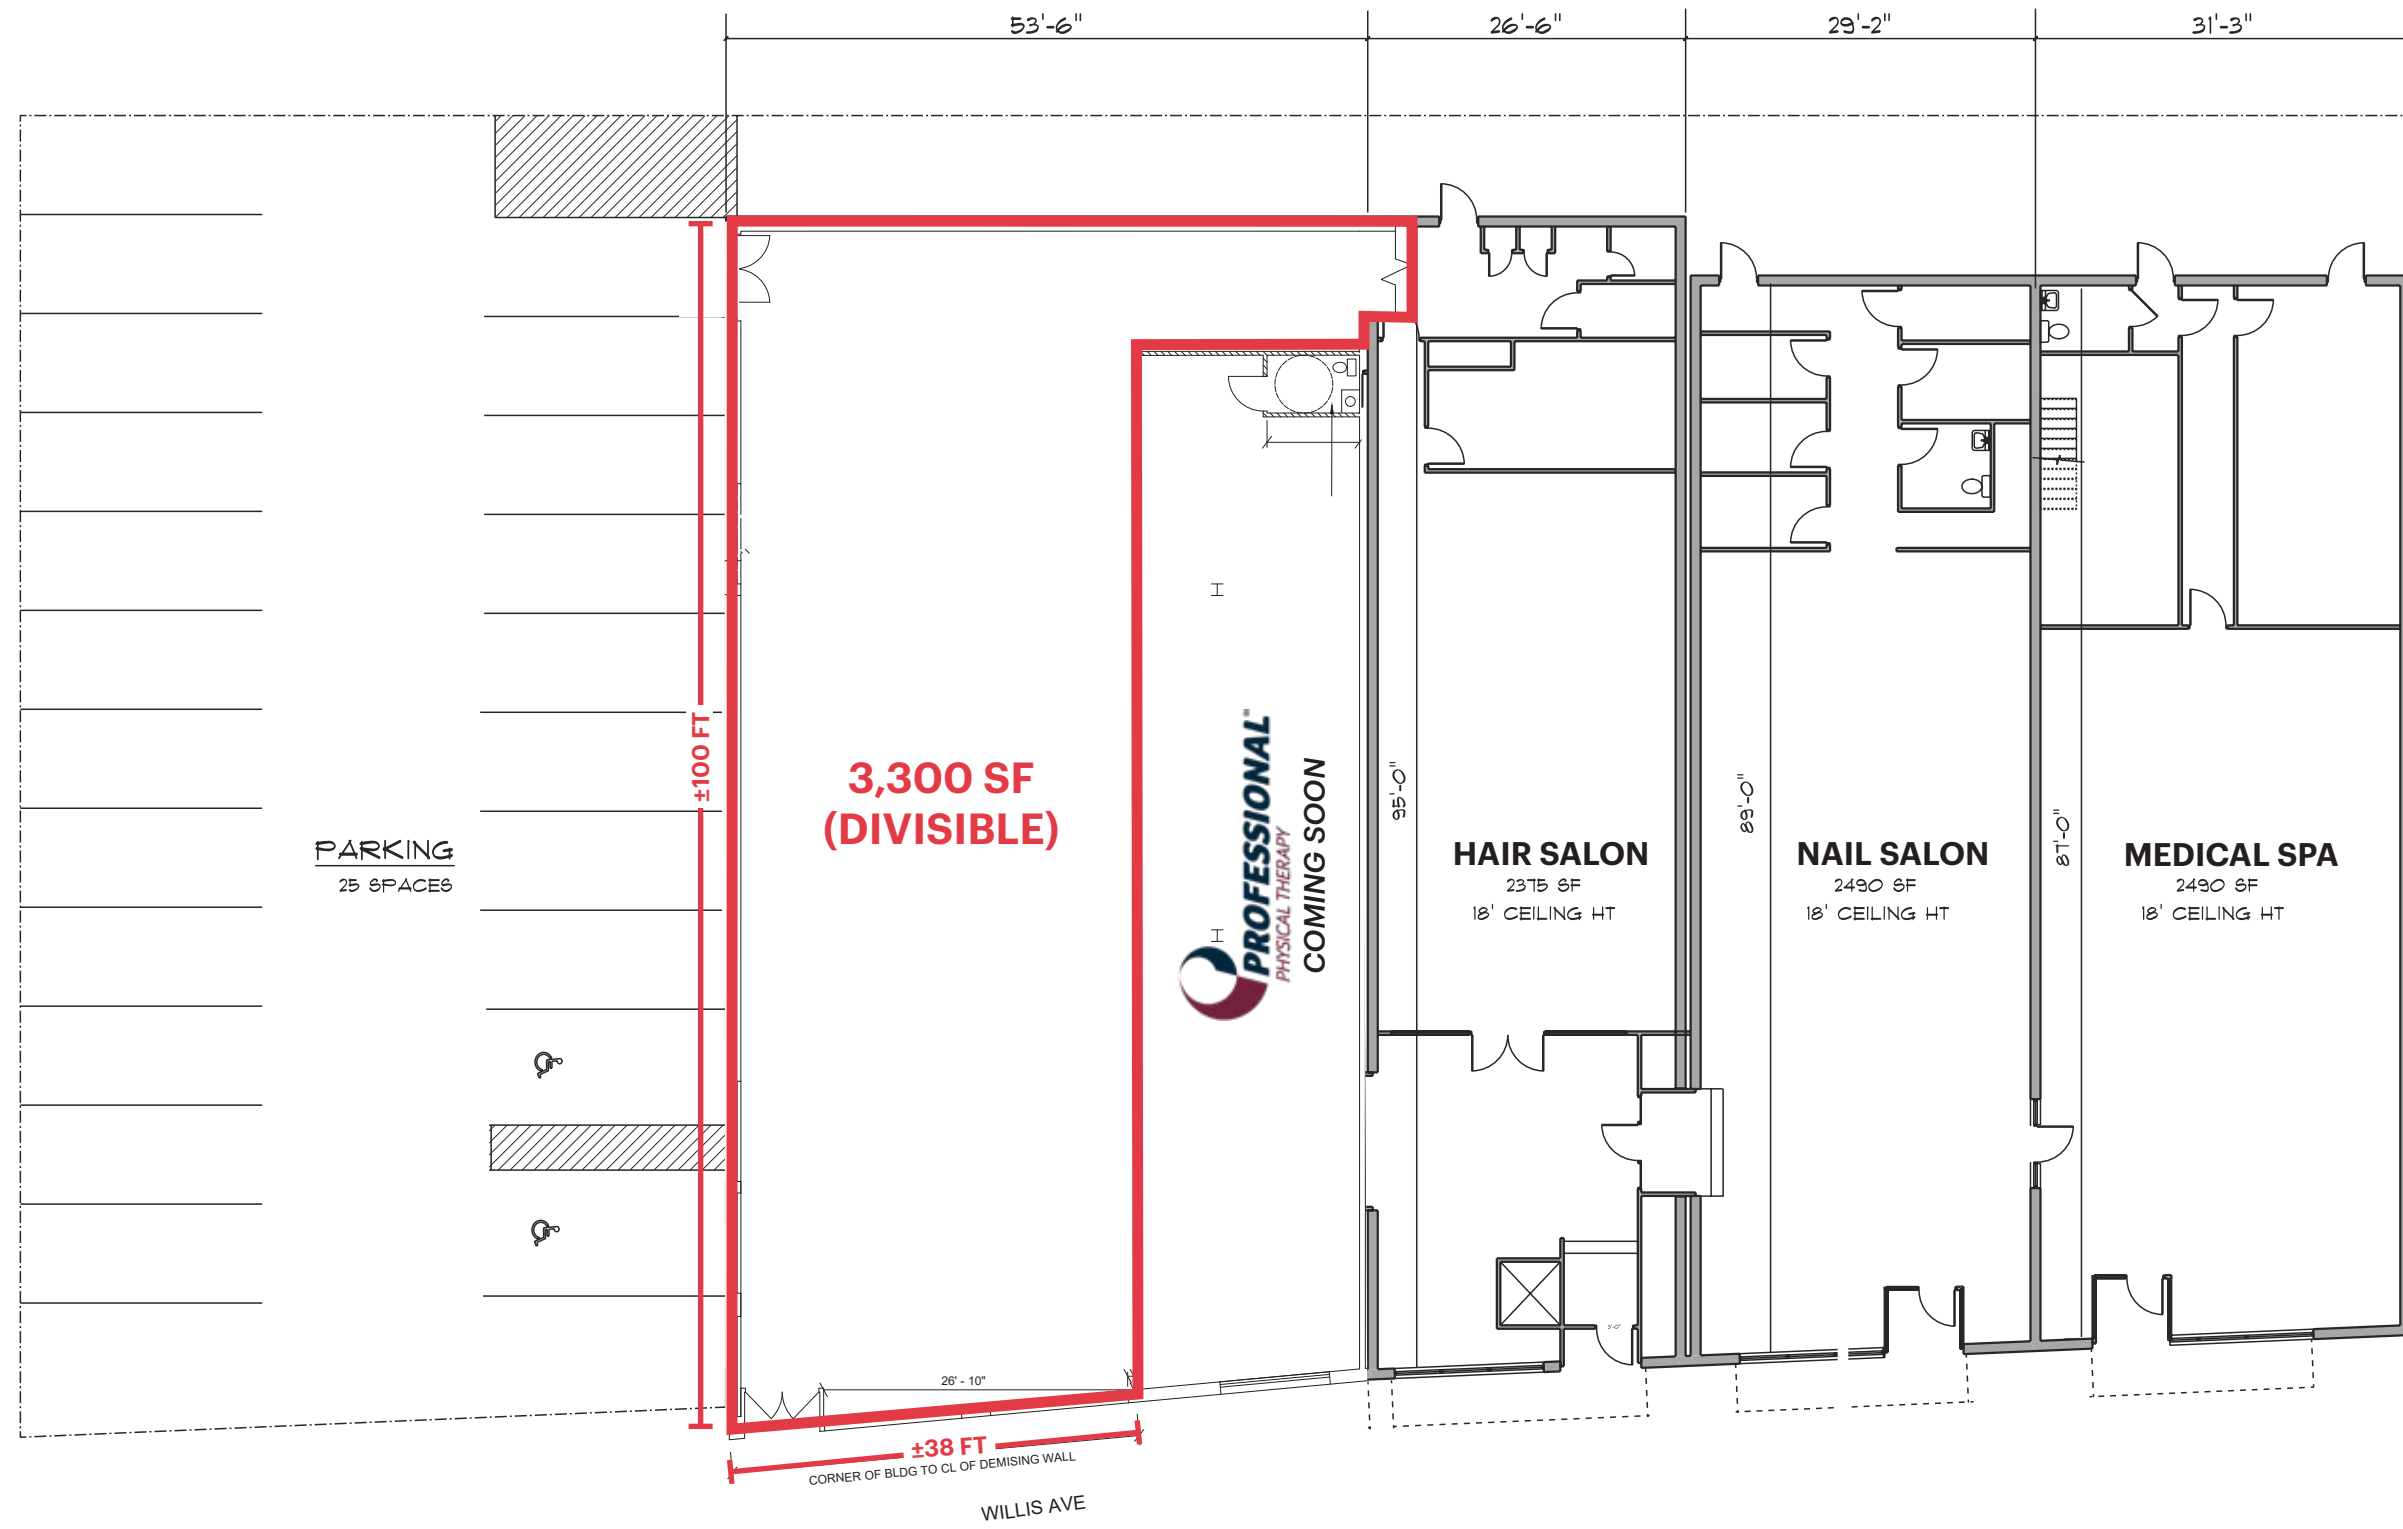 53'-6"
26'-6"
29'-2"
31'-3"
±100 FT
3,300 SF
(DIVISIBLE)
PARKING
25 SPACES
PROFESSIONAL
PHYSICAL THERAPY
COMING SOON
95'-0"
HAIR SALON
2375 SF
18' CEILING HT
89'-0"
NAIL SALON
2490 SF
18' CEILING HT
87'-0"
MEDICAL SPA
2490 SF
18' CEILING HT
26' - 10"
±38 FT
CORNER OF BLDG TO CL OF DEMISING WALL
WILLIS AVE